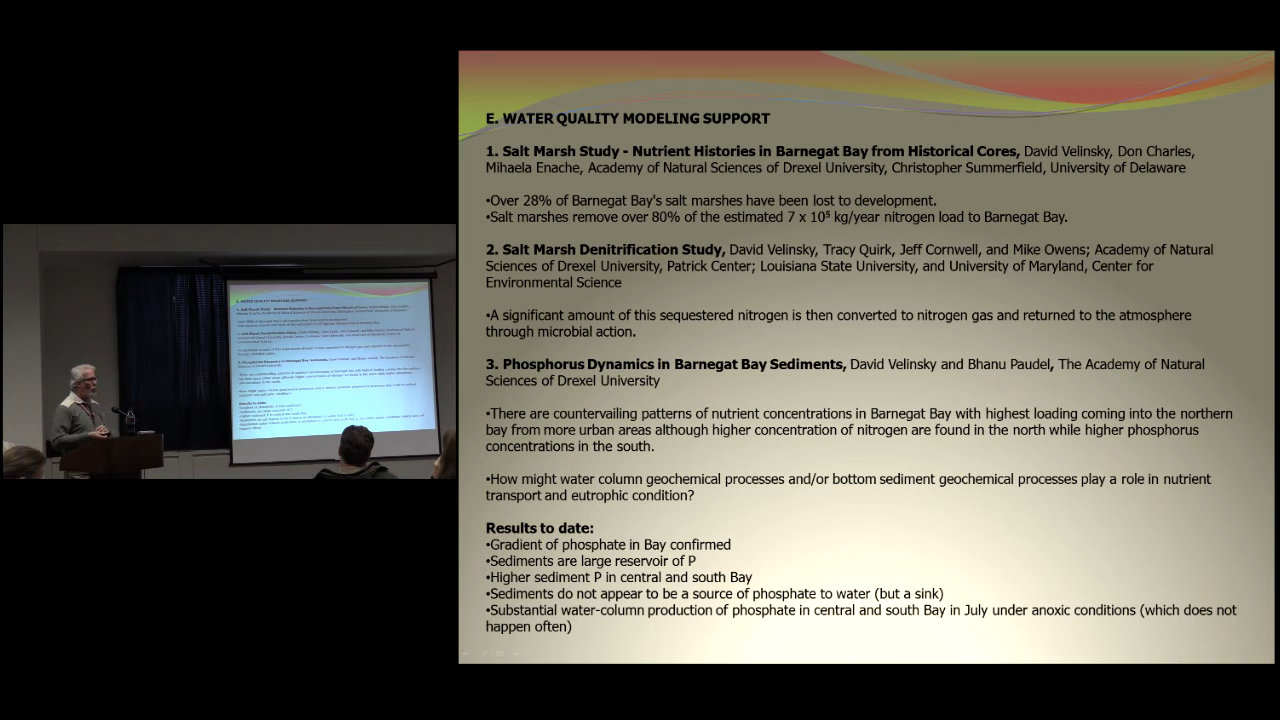 E. WATER QUALITY MODELING SUPPORT
1. Salt Marsh Study - Nutrient Histories in Barnegat Bay from Historical Cores, David Velinsky, Don Charles,
Mihaela Enache, Academy of Natural Sciences of Drexel University, Christopher Summerfield, University of Delaware
•Over 28% of Barnegat Bay's salt marshes have been lost to development.
•Salt marshes remove over 80% of the estimated 7 x 10⁵ kg/year nitrogen load to Barnegat Bay.
2. Salt Marsh Denitrification Study, David Velinsky, Tracy Quirk, Jeff Cornwell, and Mike Owens; Academy of Natural
Sciences of Drexel University, Patrick Center; Louisiana State University, and University of Maryland, Center for
Environmental Science
•A significant amount of this sequestered nitrogen is then converted to nitrogen gas and returned to the atmosphere
through microbial action.
3. Phosphorus Dynamics in Barnegat Bay Sediments, David Velinsky and Bhanu Paudel, The Academy of Natural
Sciences of Drexel University
•There are countervailing patterns of nutrient concentrations in Barnegat Bay with highest loading coming into the northern
bay from more urban areas although higher concentration of nitrogen are found in the north while higher phosphorus
concentrations in the south.
•How might water column geochemical processes and/or bottom sediment geochemical processes play a role in nutrient
transport and eutrophic condition?
Results to date:
•Gradient of phosphate in Bay confirmed
•Sediments are large reservoir of P
•Higher sediment P in central and south Bay
•Sediments do not appear to be a source of phosphate to water (but a sink)
•Substantial water-column production of phosphate in central and south Bay in July under anoxic conditions (which does not
happen often)